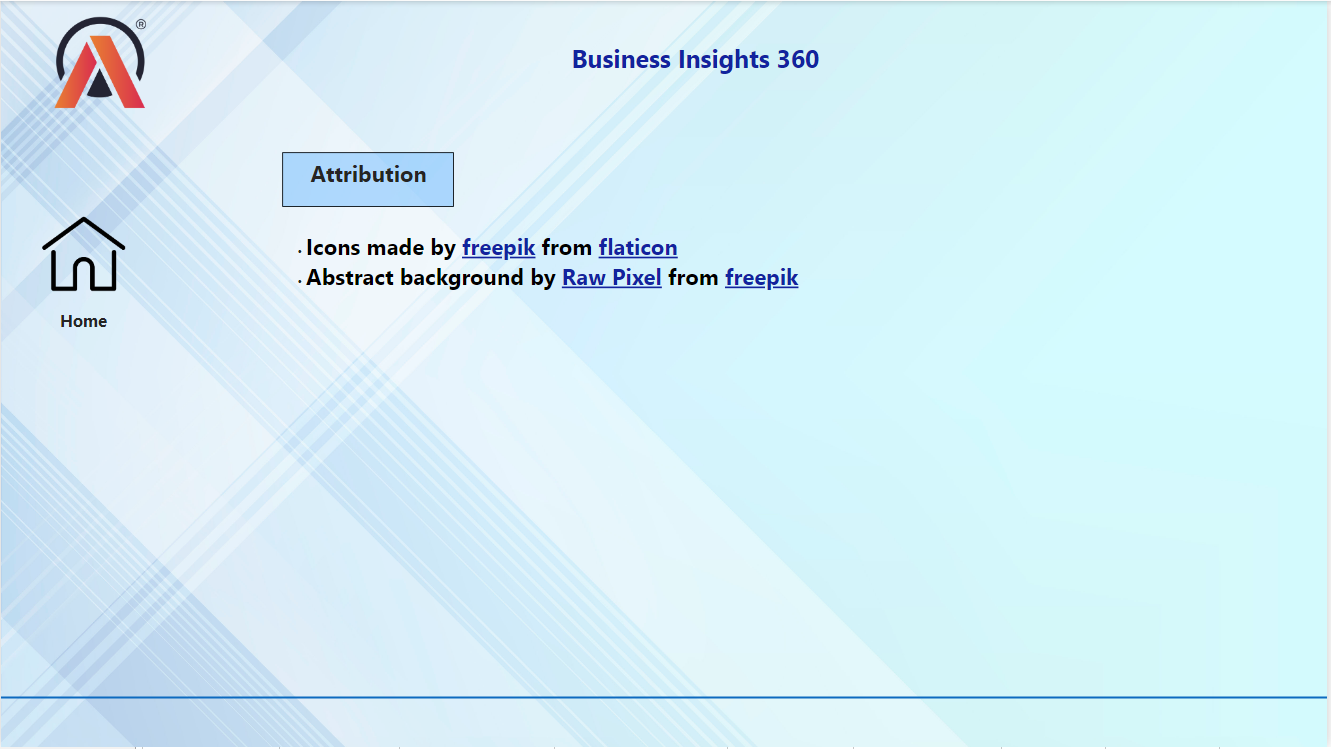 ®
Business Insights 360
Attribution
• Icons made by freepik from flaticon
• Abstract background by Raw Pixel from freepik
Home